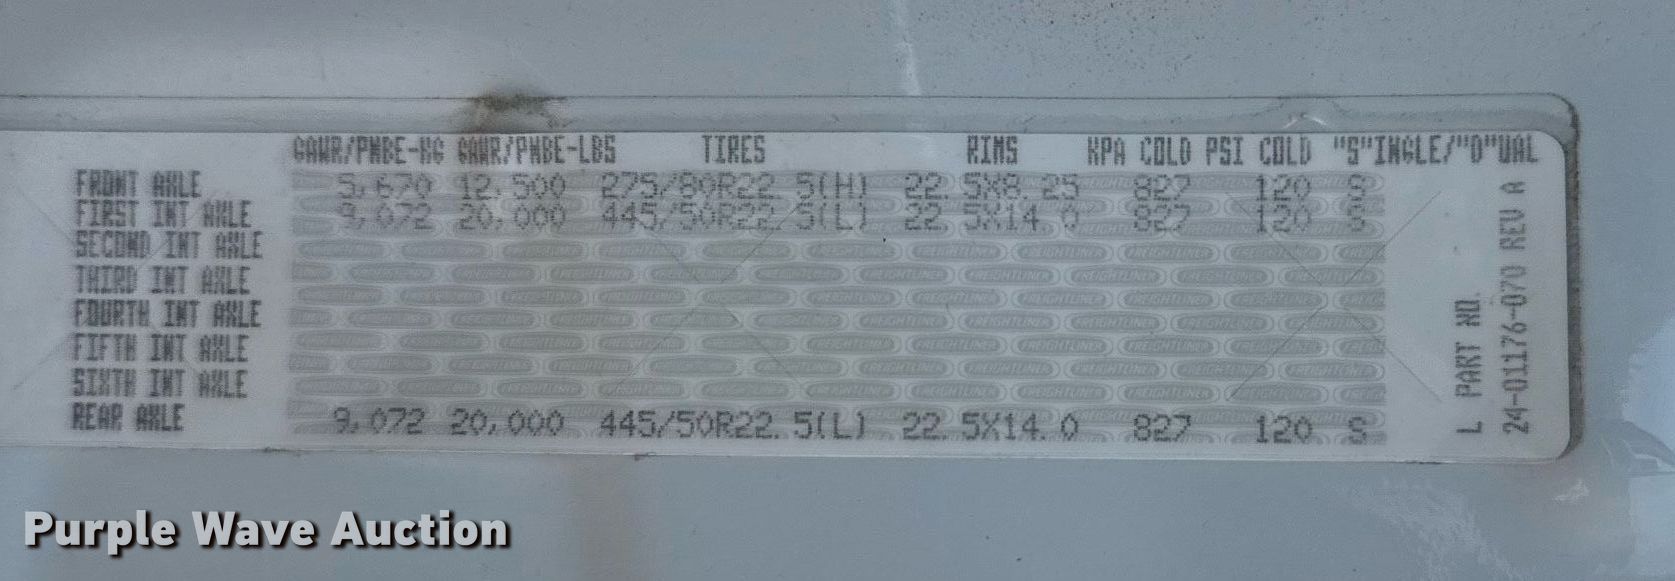 GAWR/PNBE-KG GAWR/PNBE-LBS TIRES RIMS KPA COLD PSI COLD "S"INGLE/"D"UAL
FRONT AXLE 5,670 12,500 275/80R22.5(H) 22.5X8.25 827 120 S
FIRST INT AXLE 9,072 20,000 445/50R22.5(L) 22.5X14.0 827 120 S
SECOND INT AXLE
THIRD INT AXLE
FOURTH INT AXLE
FIFTH INT AXLE
SIXTH INT AXLE
REAR AXLE 9,072 20,000 445/50R22.5(L) 22.5X14.0 827 120 S
L PART NO.
24-01176-070 REV A
Purple Wave Auction